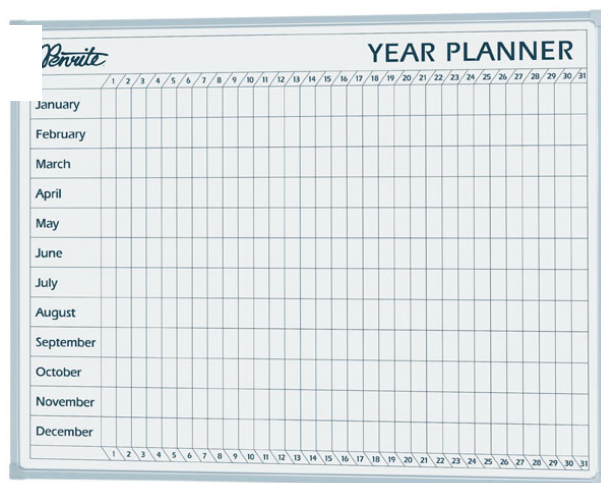 Penrite
YEAR PLANNER
1 2 3 4 5 6 7 8 9 10 11 12 13 14 15 16 17 18 19 20 21 22 23 24 25 26 27 28 29 30 31
January
February
March
April
May
June
July
August
September
October
November
December
1 2 3 4 5 6 7 8 9 10 11 12 13 14 15 16 17 18 19 20 21 22 23 24 25 26 27 28 29 30 31